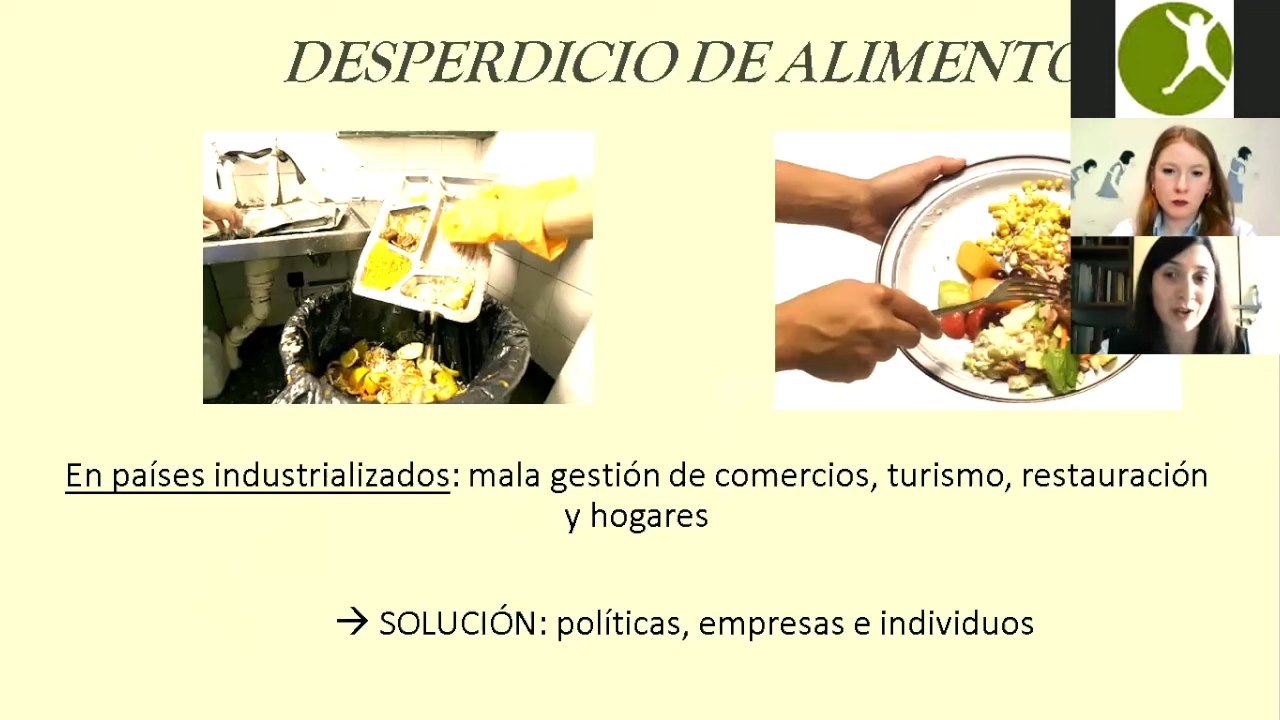 DESPERDICIO DE ALIMENTO
En países industrializados: mala gestión de comercios, turismo, restauración
y hogares
→ SOLUCIÓN: políticas, empresas e individuos